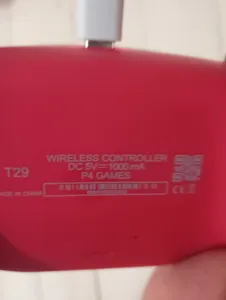 WIRELESS CONTROLLER
DC 5V⎓1000mA
P4 GAMES
T29
MADE IN CHINA